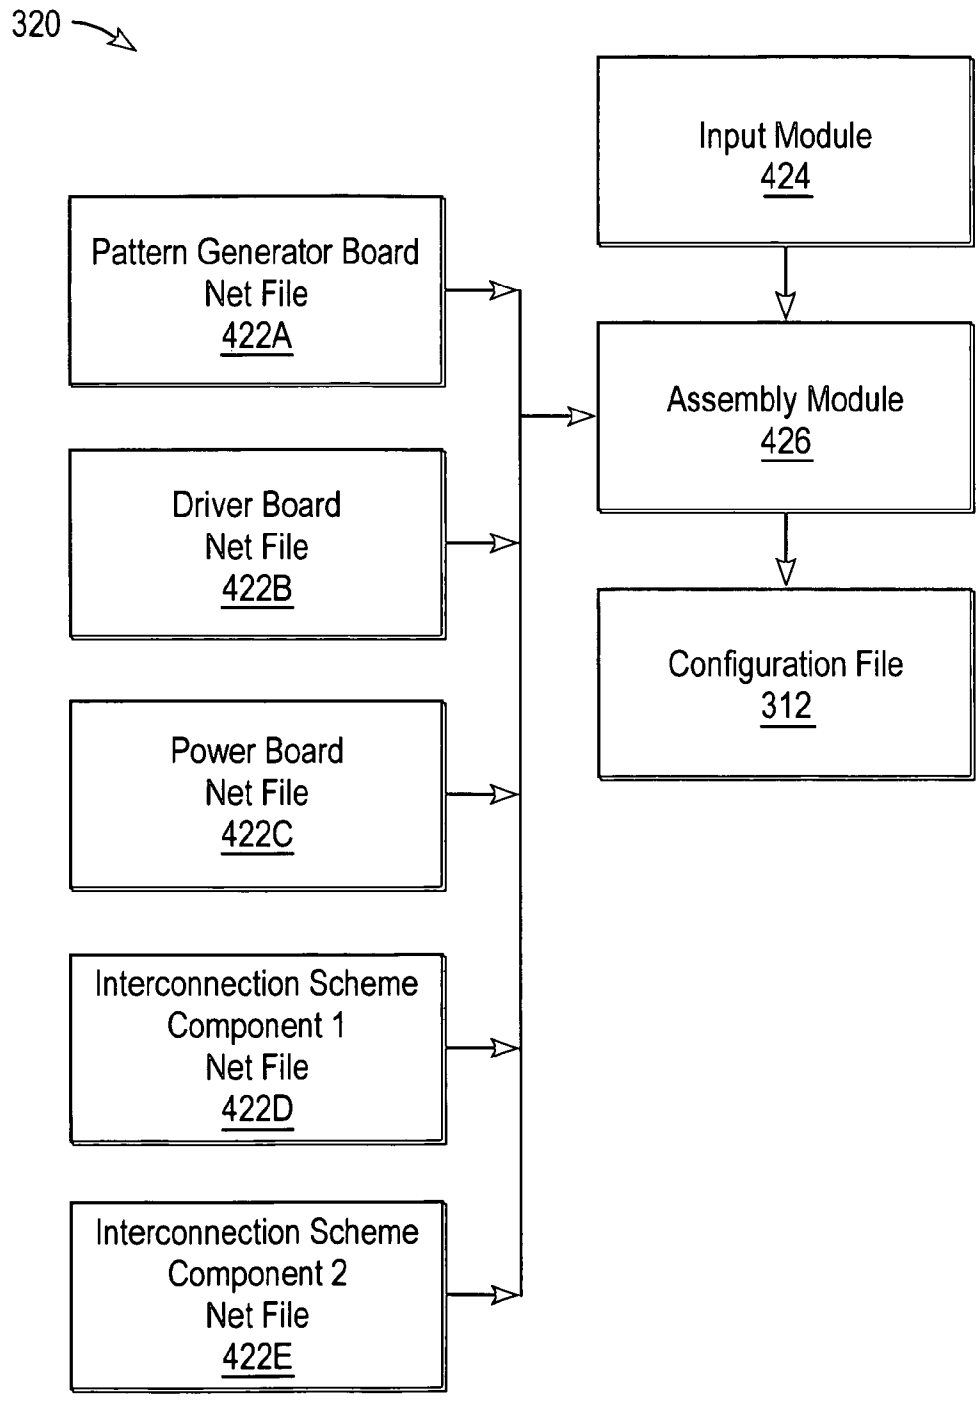 320
Input Module
424
Pattern Generator Board
Net File
422A
Assembly Module
426
Driver Board
Net File
422B
Configuration File
312
Power Board
Net File
422C
Interconnection Scheme
Component 1
Net File
422D
Interconnection Scheme
Component 2
Net File
422E